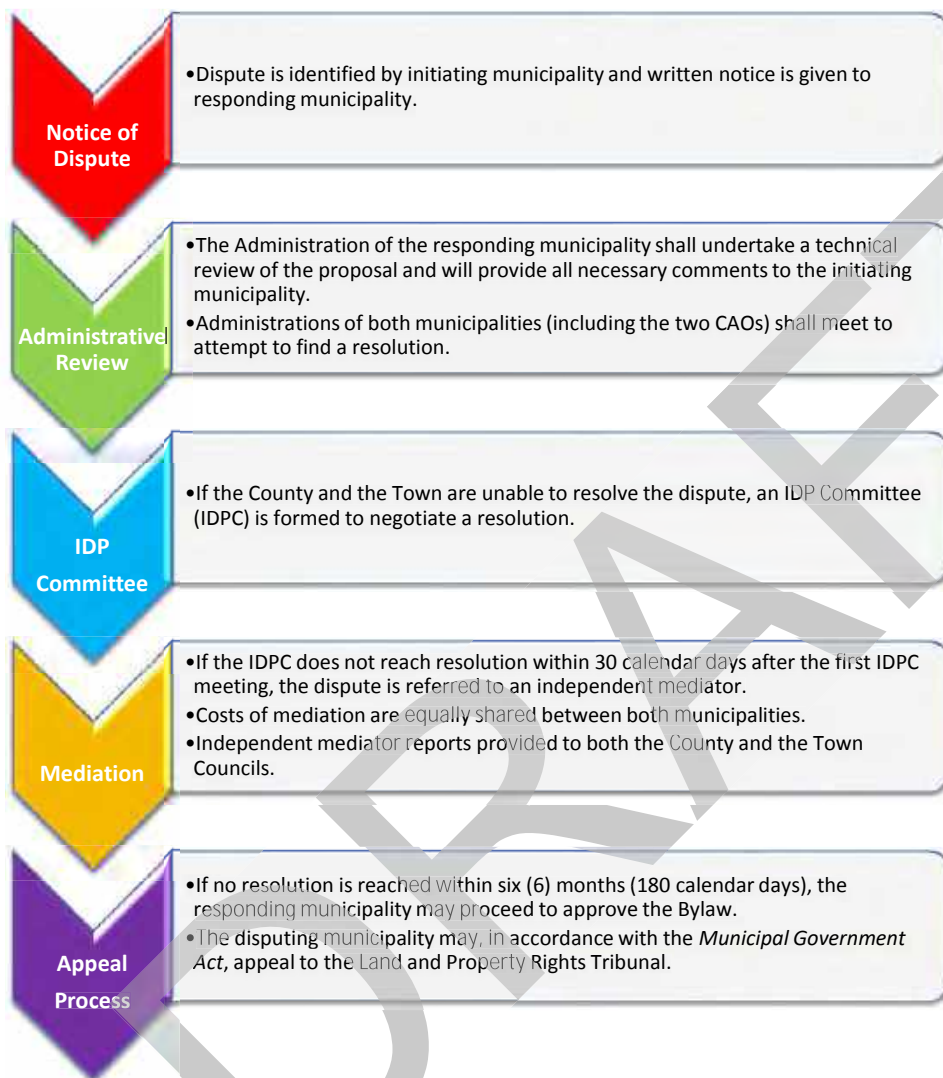 Notice of
Dispute
•Dispute is identified by initiating municipality and written notice is given to
responding municipality.
Administrative
Review
•The Administration of the responding municipality shall undertake a technical
review of the proposal and will provide all necessary comments to the initiating
municipality.
•Administrations of both municipalities (including the two CAOs) shall meet to
attempt to find a resolution.
IDP
Committee
•If the County and the Town are unable to resolve the dispute, an IDP Committee
(IDPC) is formed to negotiate a resolution.
Mediation
•If the IDPC does not reach resolution within 30 calendar days after the first IDPC
meeting, the dispute is referred to an independent mediator.
•Costs of mediation are equally shared between both municipalities.
•Independent mediator reports provided to both the County and the Town
Councils.
Appeal
Process
•If no resolution is reached within six (6) months (180 calendar days), the
responding municipality may proceed to approve the Bylaw.
•The disputing municipality may, in accordance with the Municipal Government
Act, appeal to the Land and Property Rights Tribunal.
DRAFT